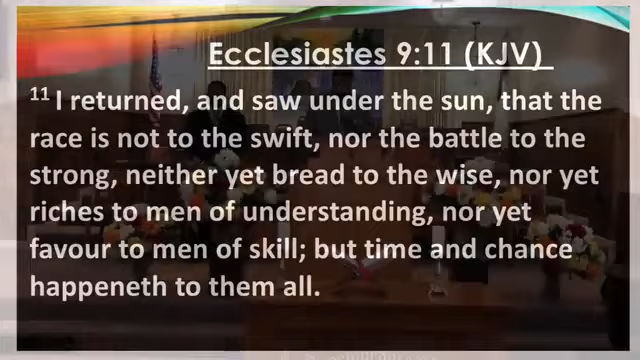 Ecclesiastes 9:11 (KJV)
11 I returned, and saw under the sun, that the
race is not to the swift, nor the battle to the
strong, neither yet bread to the wise, nor yet
riches to men of understanding, nor yet
favour to men of skill; but time and chance
happeneth to them all.